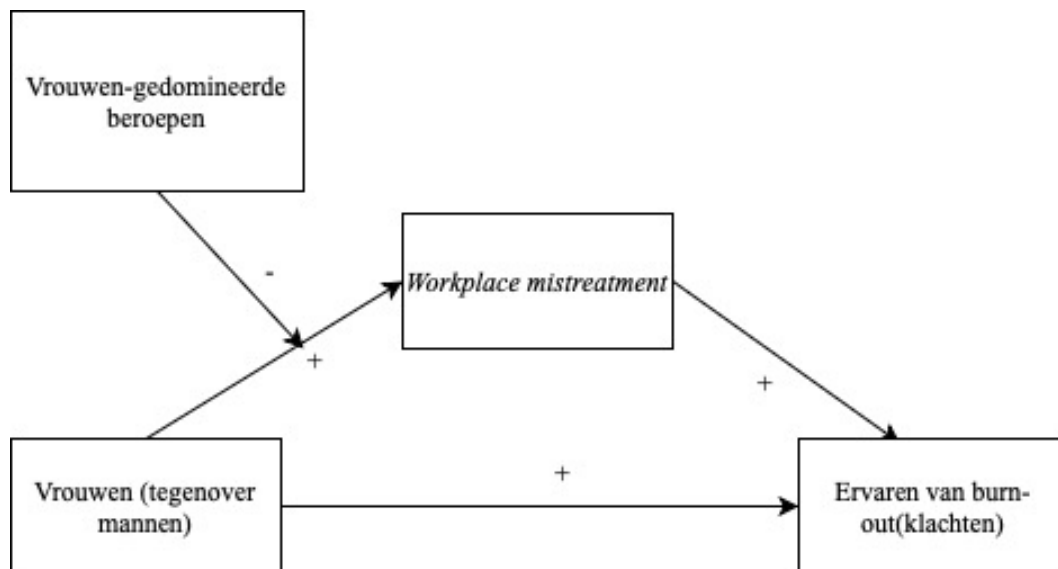 Vrouwen-gedomineerde
beroepen
-
Workplace mistreatment
+
+
Vrouwen (tegenover
mannen)
+
Ervaren van burn-
out(klachten)